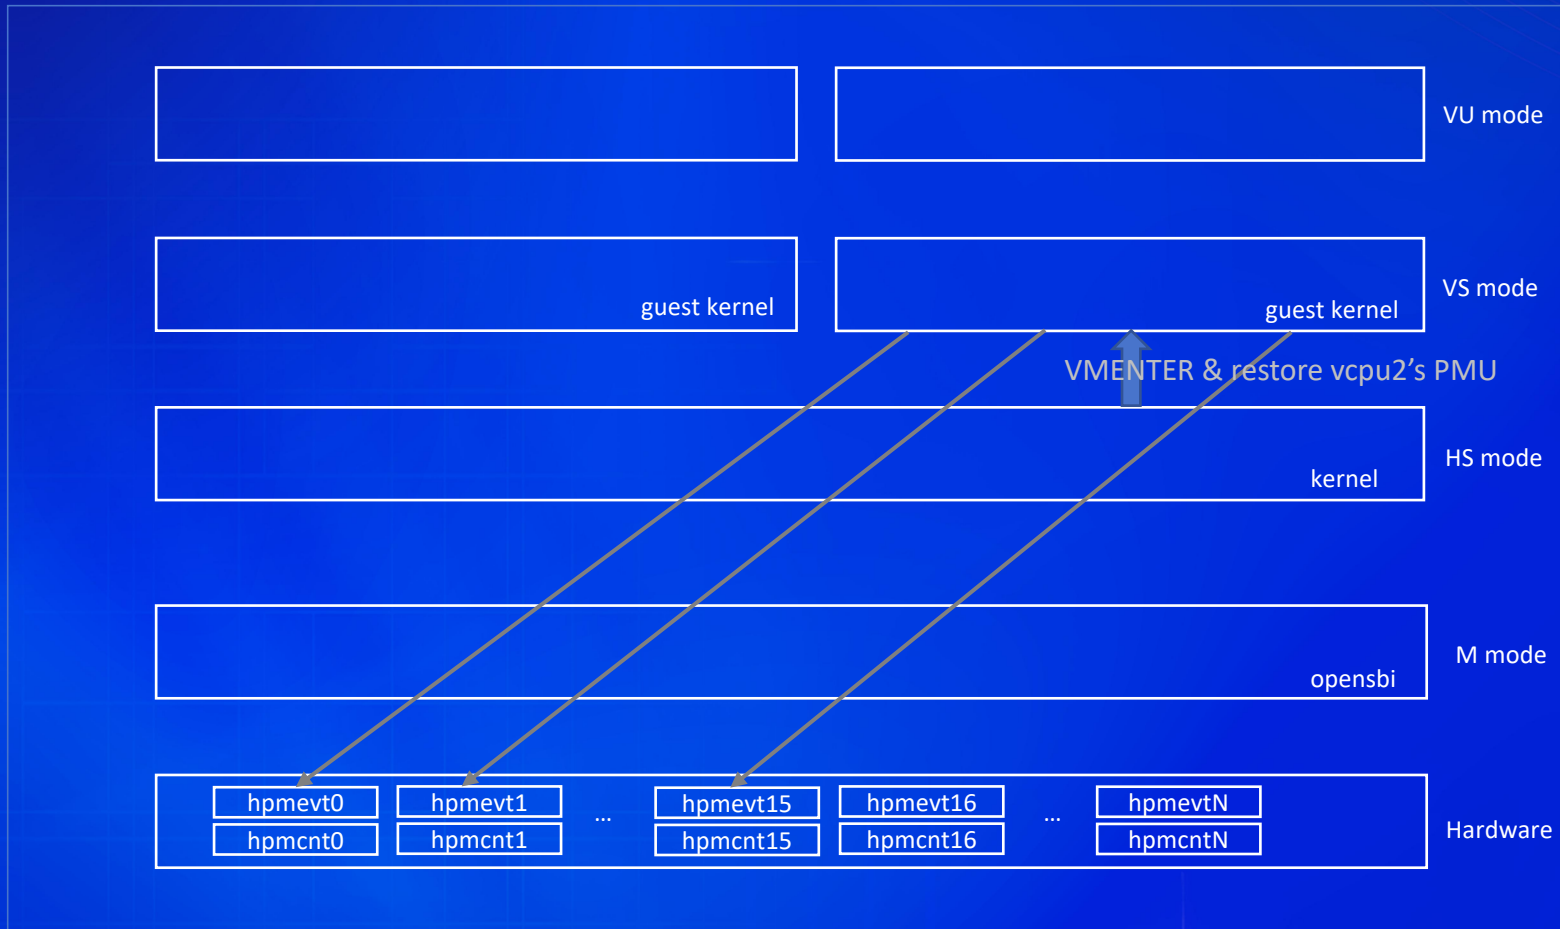 VU mode
guest kernel
guest kernel
VS mode
VMENTER & restore vcpu2’s PMU
kernel
HS mode
opensbi
M mode
hpmevt0
hpmevt1
...
hpmevt15
hpmevt16
...
hpmevtN
hpmcnt0
hpmcnt1
hpmcnt15
hpmcnt16
hpmcntN
Hardware